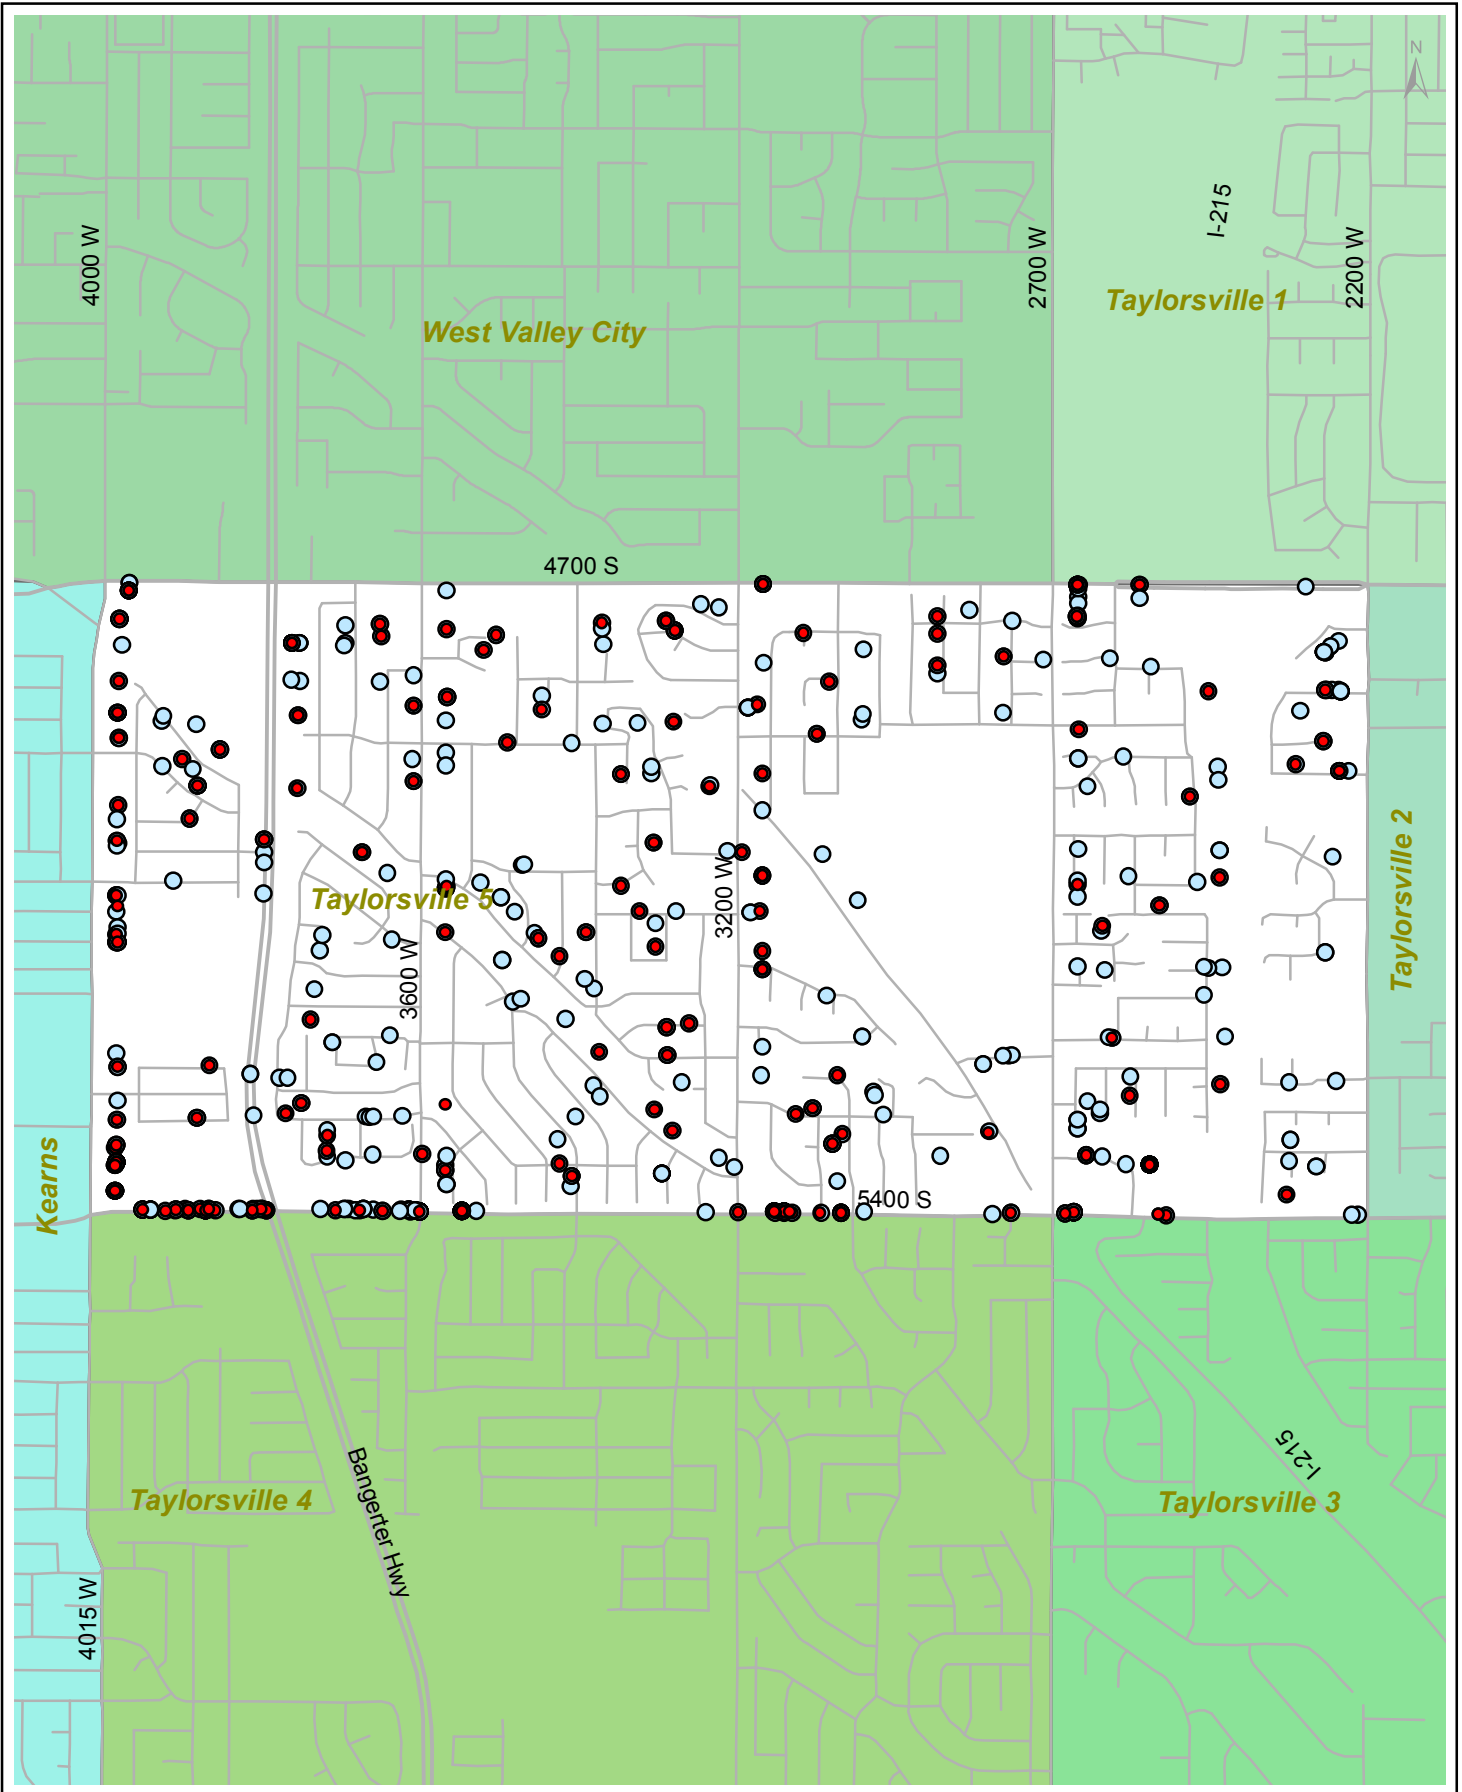 N
I-215
4000 W
2700 W
2200 W
Taylorsville 1
West Valley City
4700 S
Taylorsville 2
3200 W
Taylorsville 5
3600 W
Kearns
5400 S
I-215
Taylorsville 4
Bangerter Hwy
Taylorsville 3
4015 W